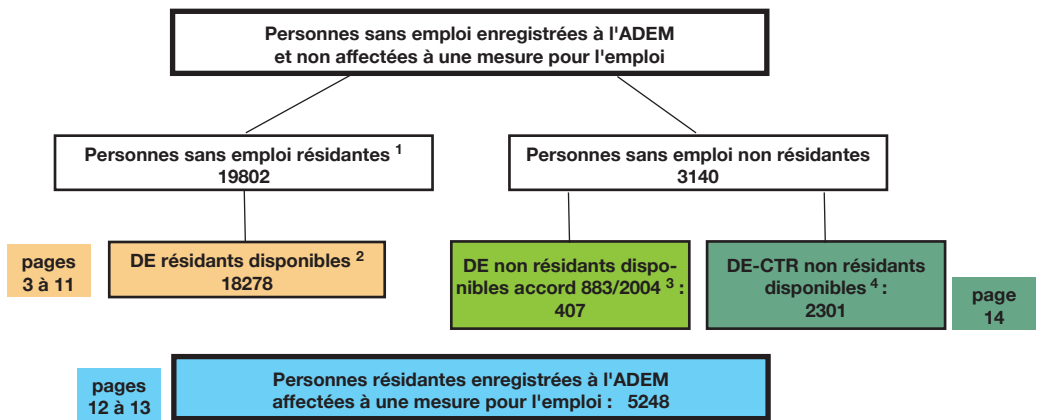 Personnes sans emploi enregistrées à l'ADEM
et non affectées à une mesure pour l'emploi
Personnes sans emploi résidantes 1
19802
Personnes sans emploi non résidantes
3140
pages
3 à 11
DE résidants disponibles 2
18278
DE non résidants dispo-
nibles accord 883/2004 3 :
407
DE-CTR non résidants
disponibles 4 :
2301
page
14
pages
12 à 13
Personnes résidantes enregistrées à l'ADEM
affectées à une mesure pour l'emploi : 5248